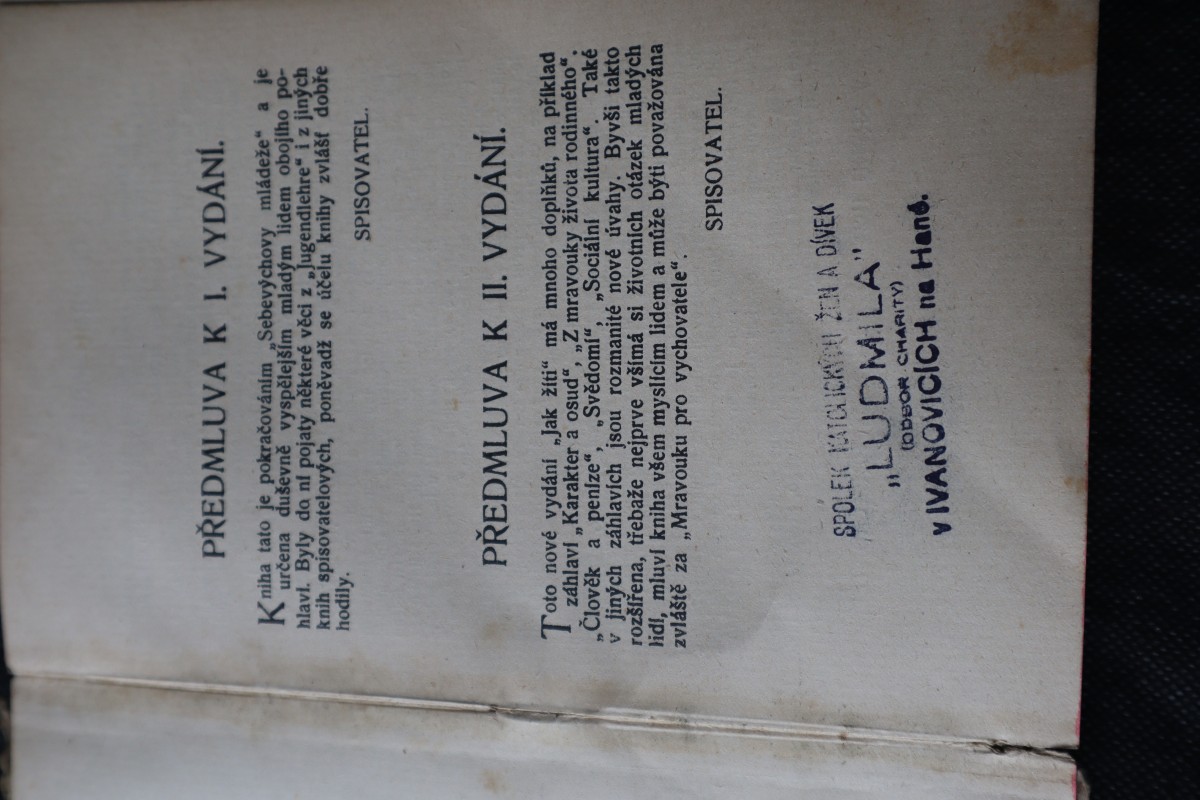 PŘEDMLUVA K I. VYDÁNÍ.
Kniha tato je pokračováním „Sebevýchovy mládeže“ a je
určena duševně vyspělejším mladým lidem obojího po-
hlaví. Byly do ní pojaty některé věci z „Jugendlehre“ i z jiných
knih spisovatelových, poněvadž se účelu knihy zvlášť dobře
hodily.
SPISOVATEL.
PŘEDMLUVA K II. VYDÁNÍ.
Toto nové vydání „Jak žíti“ má mnoho doplňků, na příklad
záhlaví „Karakter a osud“, „Z mravouky života rodinného“,
„Člověk a peníze“, „Svědomí“, „Sociální kultura“. Také
v jiných záhlavích jsou rozmanité nové úvahy. Byvši takto
rozšířena, třebaže nejprve všímá si životních otázek mladých
lidí, mluví kniha všem myslícím lidem a může býti považována
zvláště za „Mravouku pro vychovatele“.
SPISOVATEL.
SPOLEK KATOLICKÝCH ŽEN A DÍVEK
„LUDMILA“
(ODBOR CHARITY)
v IVANOVICÍCH na Hané.